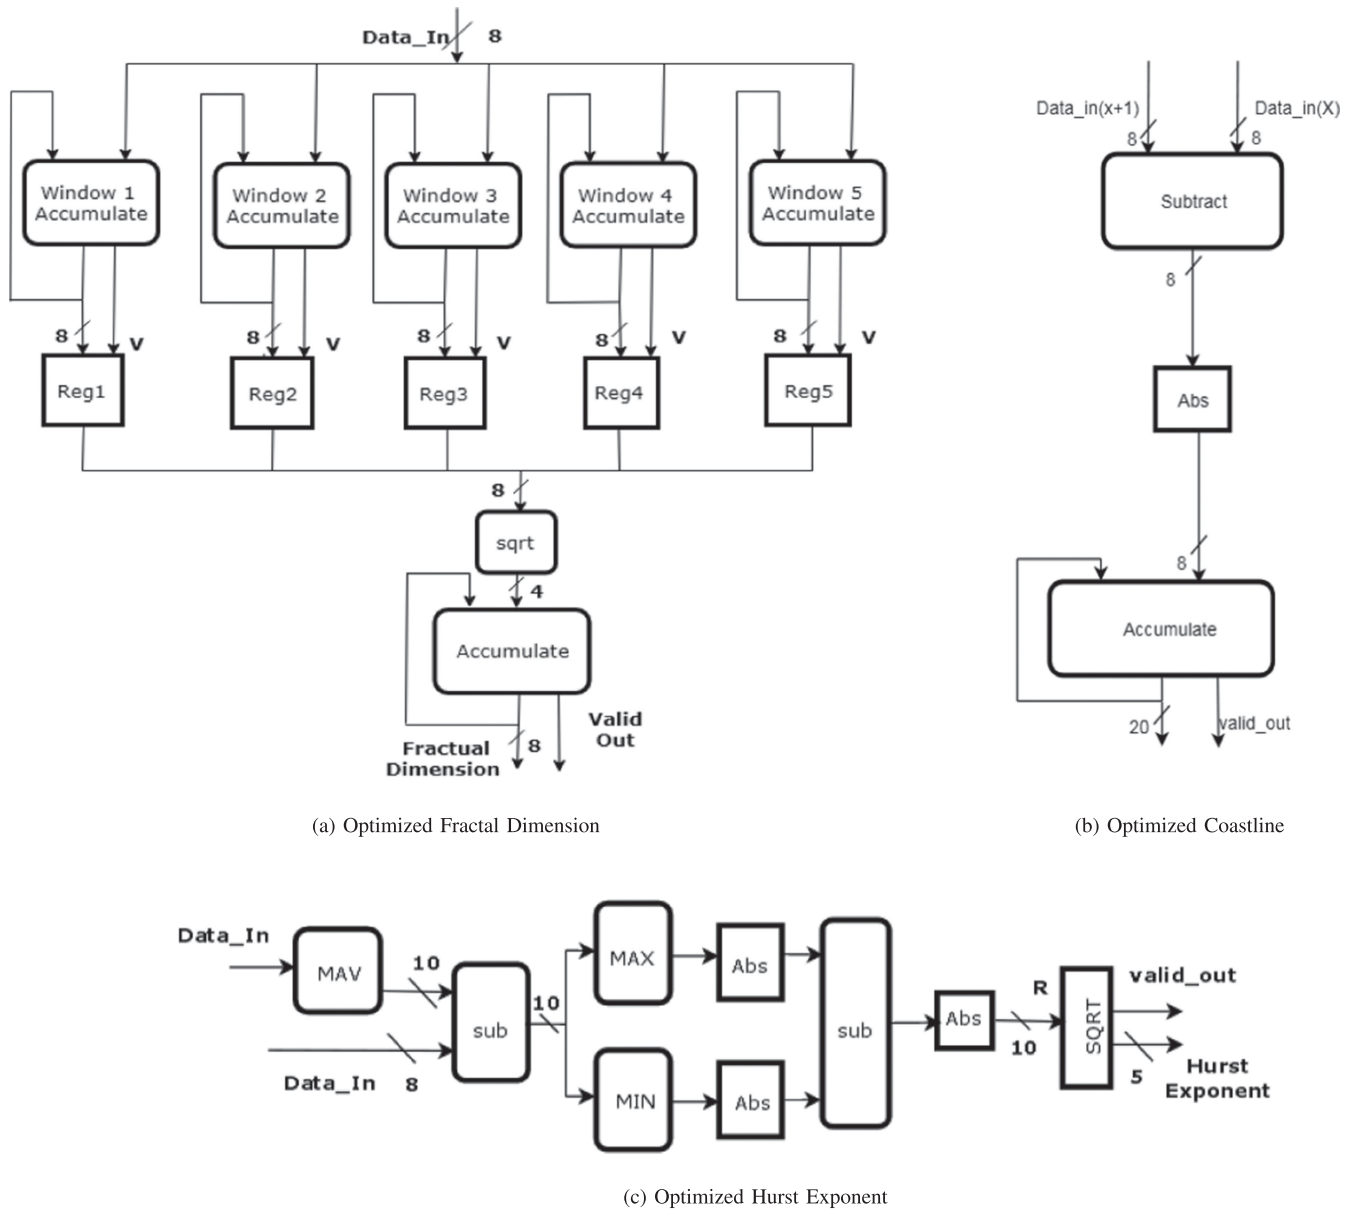 Data_In 8
Window 1
Accumulate
Window 2
Accumulate
Window 3
Accumulate
Window 4
Accumulate
Window 5
Accumulate
8 V
8 V
8 V
8 V
8 V
Reg1
Reg2
Reg3
Reg4
Reg5
8
sqrt
4
Accumulate
Valid
Out
Fractual
Dimension
8
(a) Optimized Fractal Dimension
Data_in(x+1)
Data_in(X)
8
8
Subtract
8
Abs
8
Accumulate
20
valid_out
(b) Optimized Coastline
Data_In
MAV
10
Data_In
8
sub
10
MAX
Abs
MIN
Abs
sub
Abs
R
10
SQRT
valid_out
5
Hurst
Exponent
(c) Optimized Hurst Exponent